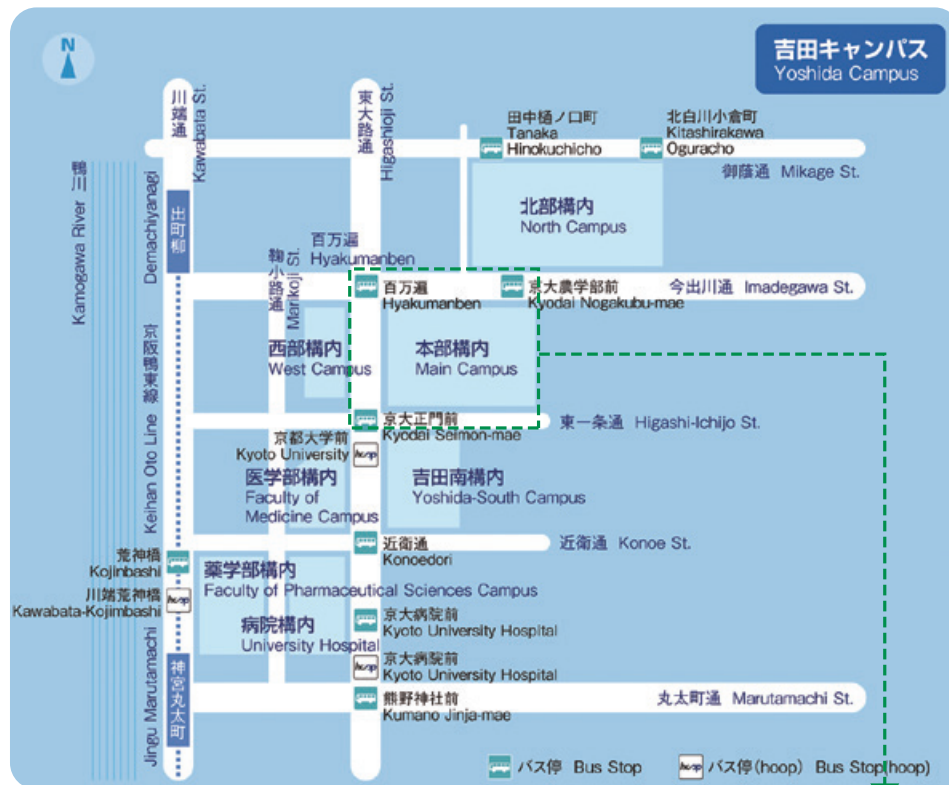 N
吉田キャンパス
Yoshida Campus
川端通
Kawabata St.
東大路通
Higashioji St.
田中樋ノ口町
Tanaka
Hinokuchicho
北白川小倉町
Kitashirakawa
Oguracho
御蔭通 Mikage St.
鴨川
Kamogawa River
出町柳
Demachiyanagi
北部構内
North Campus
百万遍
Hyakumanben
鞠小路通
Marikoji St.
百万遍
Hyakumanben
京大農学部前
Kyodai Nogakubu-mae
今出川通 Imadegawa St.
京阪鴨東線
Keihan Oto Line
西部構内
West Campus
本部構内
Main Campus
京大正門前
Kyodai Seimon-mae
東一条通 Higashi-Ichijo St.
京都大学前
Kyoto University
hoop
医学部構内
Faculty of
Medicine Campus
吉田南構内
Yoshida-South Campus
近衛通
Konoedori
近衛通 Konoe St.
荒神橋
Kojinbashi
川端荒神橋
Kawabata-Kojimbashi
hoop
薬学部構内
Faculty of Pharmaceutical Sciences Campus
病院構内
University Hospital
京大病院前
Kyoto University Hospital
hoop
京大病院前
Kyoto University Hospital
神宮丸太町
Jingu Marutamachi
熊野神社前
Kumano Jinja-mae
丸太町通 Marutamachi St.
バス停 Bus Stop
hoop
バス停(hoop) Bus Stop(hoop)